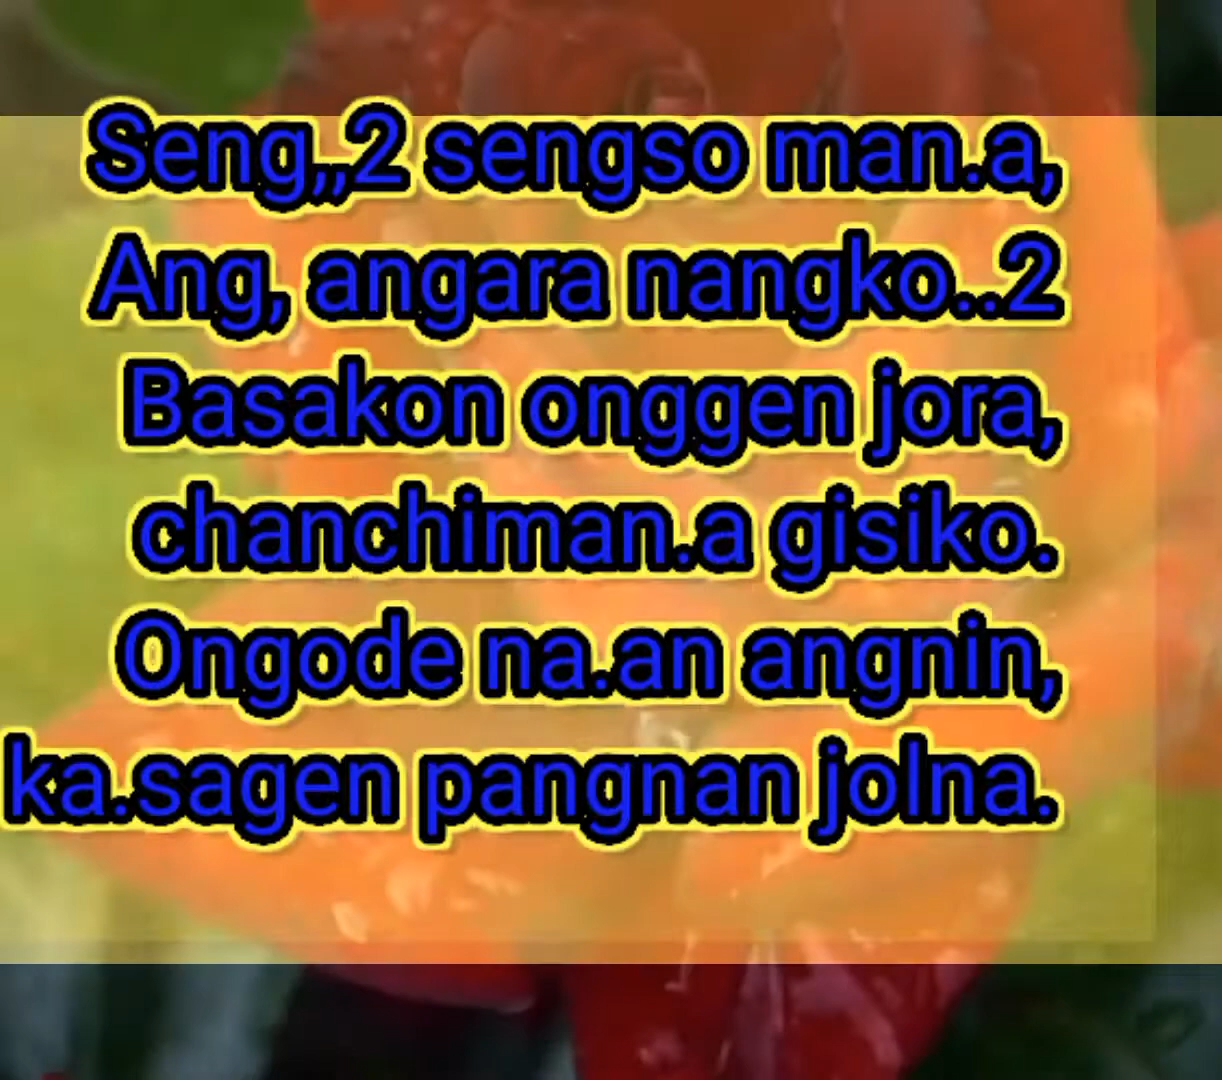 Seng,,2 sengso man.a,
Ang, angara nangko..2
Basakon onggen jora,
chanchiman.a gisiko.
Ongode na.an angnin,
ka.sagen pangnan jolna.